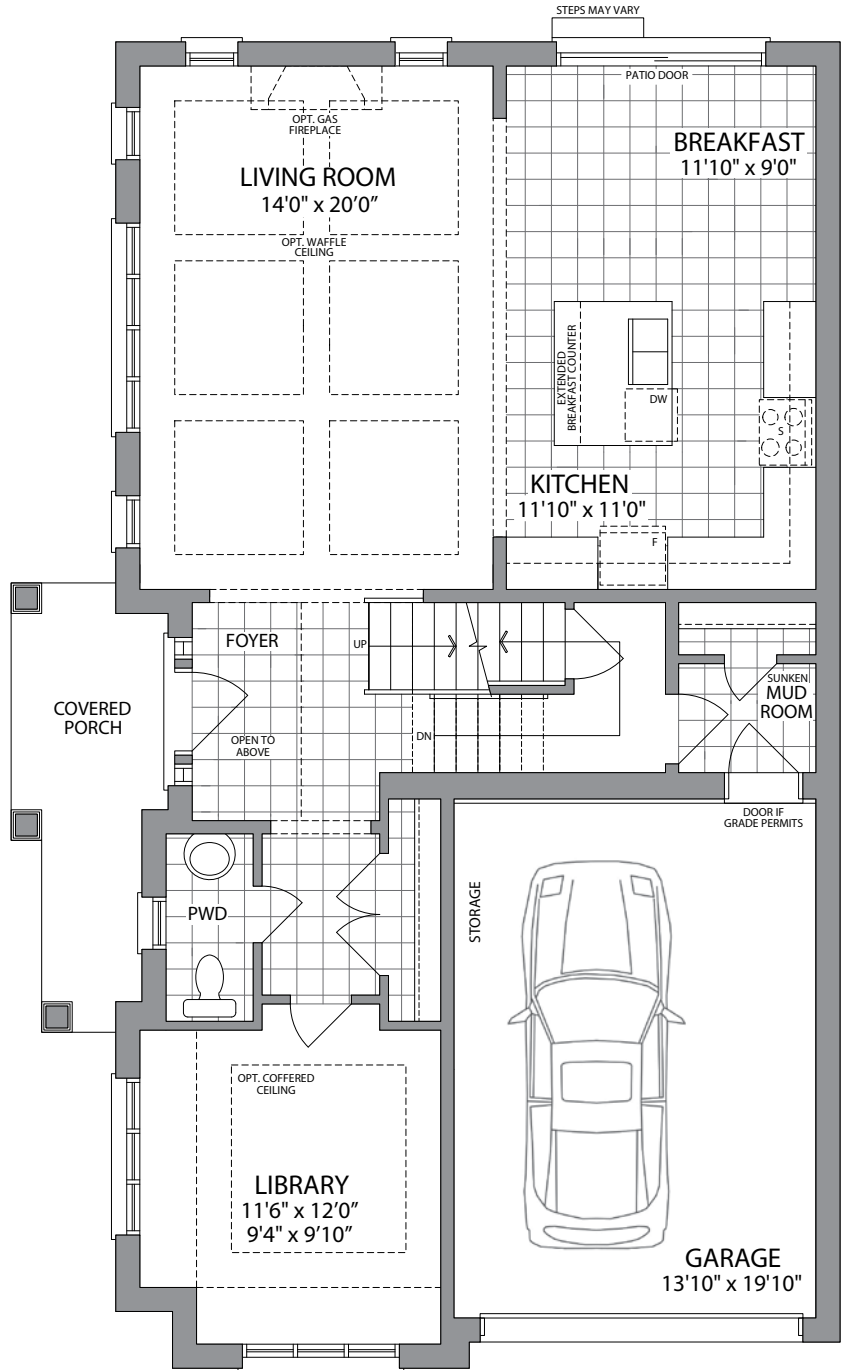 STEPS MAY VARY
PATIO DOOR
OPT. GAS
FIREPLACE
BREAKFAST
11'10" x 9'0"
LIVING ROOM
14'0" x 20'0"
OPT. WAFFLE
CEILING
EXTENDED
BREAKFAST COUNTER
DW
S
KITCHEN
11'10" x 11'0"
F
FOYER
UP
SUNKEN
MUD
ROOM
COVERED
PORCH
OPEN TO
ABOVE
DN
DOOR IF
GRADE PERMITS
STORAGE
PWD
OPT. COFFERED
CEILING
LIBRARY
11'6" x 12'0"
9'4" x 9'10"
GARAGE
13'10" x 19'10"